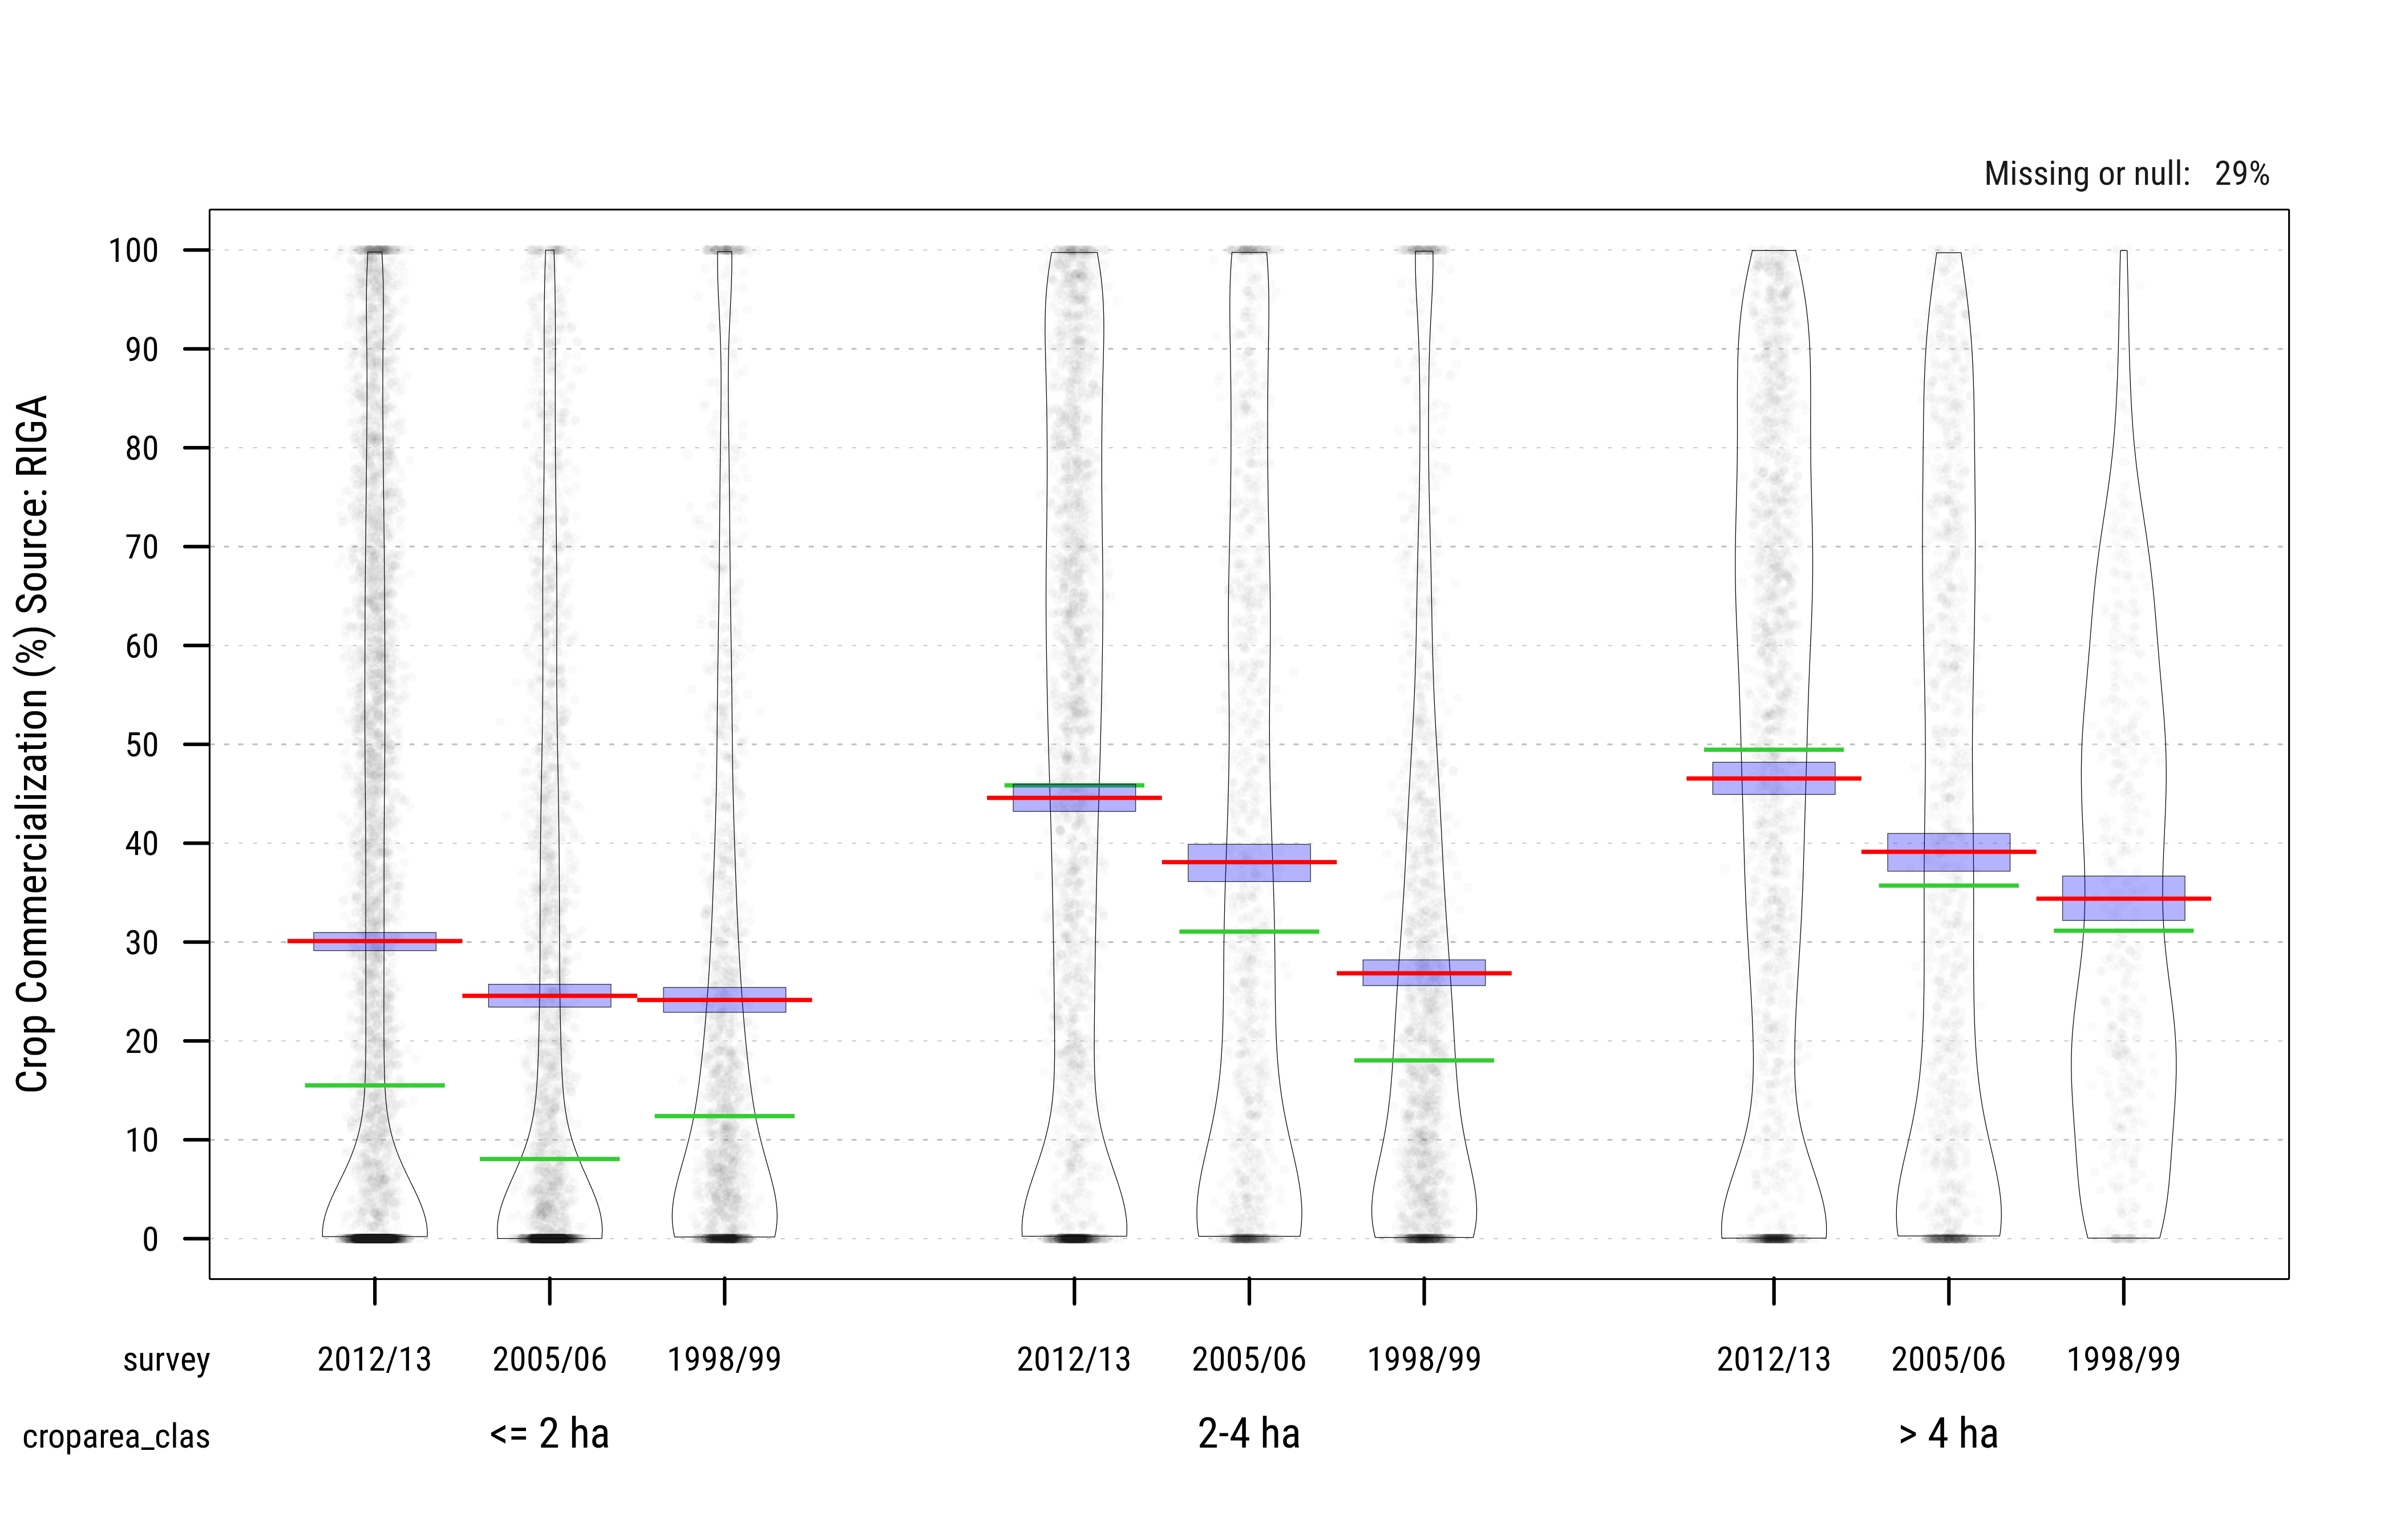 Missing or null: 29%
Crop Commercialization (%) Source: RIGA
100
90
80
70
60
50
40
30
20
10
0
survey 2012/13 2005/06 1998/99 2012/13 2005/06 1998/99 2012/13 2005/06 1998/99
croparea_clas <= 2 ha 2-4 ha > 4 ha